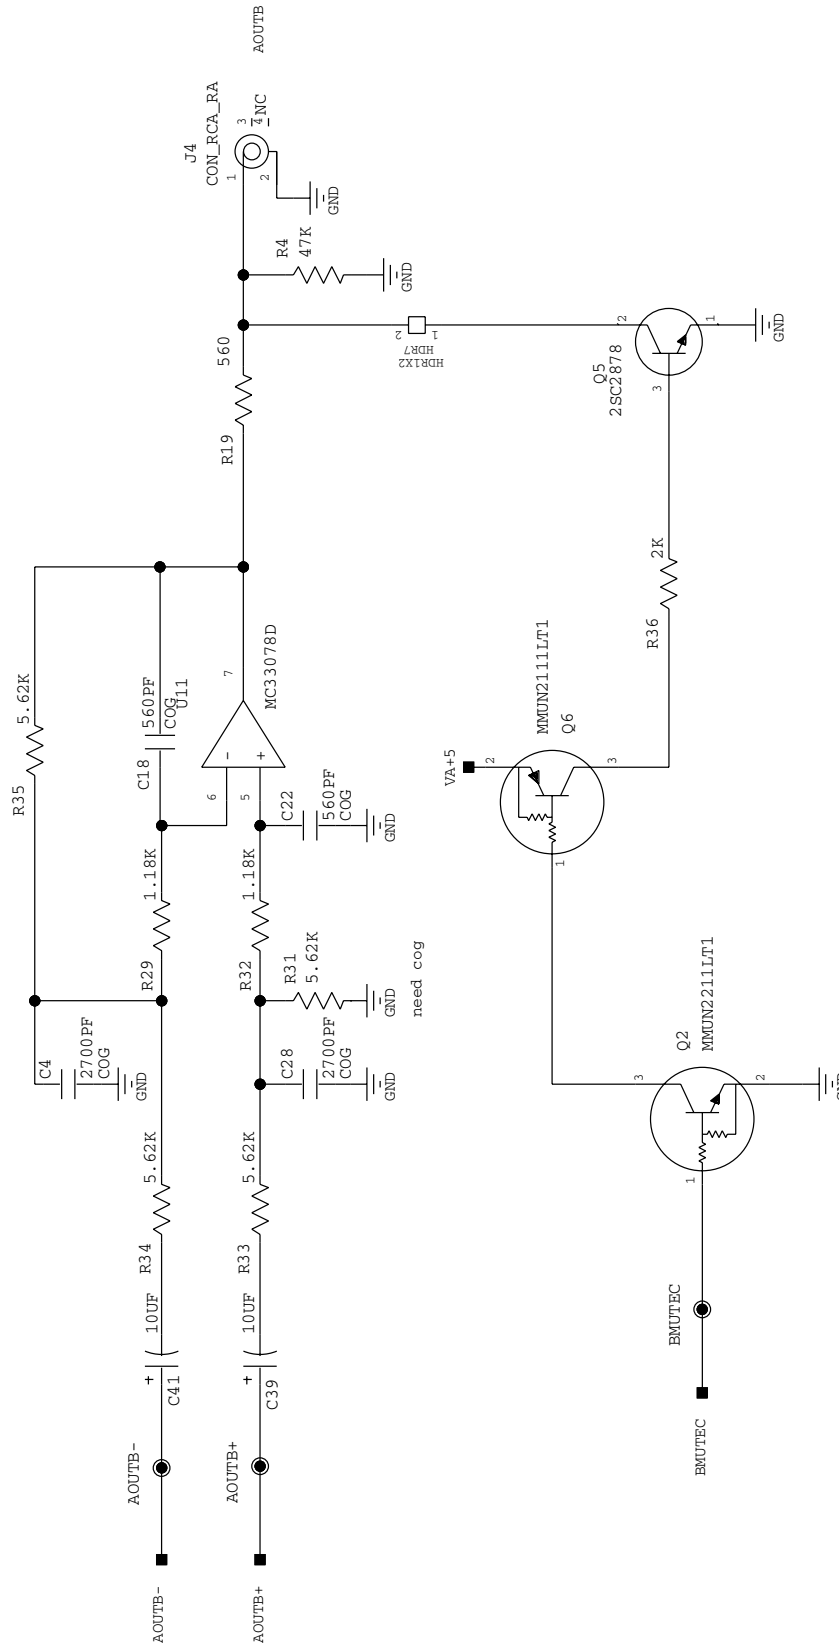 AOUTB
J4
CON_RCA_RA
3
4
NC
1
2
GND
R4
47K
GND
560
R19
2
1
HDR7
HDR1X2
2
1
GND
Q5
2SC2878
3
R35
5.62K
C18
560PF
COG
U11
7
MC33078D
-
+
6
5
C22
560PF
COG
GND
2K
R36
MMUN2111LT1
Q6
VA+5
2
3
1
R29
1.18K
R32
1.18K
R31
5.62K
GND
need cog
C4
2700PF
COG
GND
C28
2700PF
COG
GND
Q2
MMUN2211LT1
3
2
1
GND
R34
5.62K
R33
5.62K
10UF
+
C41
10UF
+
C39
AOUTB-
AOUTB+
AOUTB-
AOUTB+
BMUTEC
BMUTEC